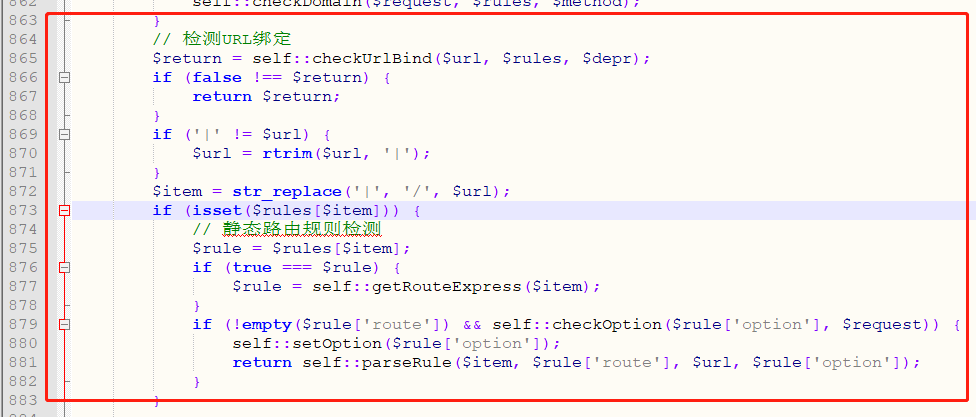 862 self::checkDomain($request, $rules, $method);
863 }
864 // 检测URL绑定
865 $return = self::checkUrlBind($url, $rules, $depr);
866 if (false !== $return) {
867 return $return;
868 }
869 if ('|' != $url) {
870 $url = rtrim($url, '|');
871 }
872 $item = str_replace('|', '/', $url);
873 if (isset($rules[$item])) {
874 // 静态路由规则检测
875 $rule = $rules[$item];
876 if (true === $rule) {
877 $rule = self::getRouteExpress($item);
878 }
879 if (!empty($rule['route']) && self::checkOption($rule['option'], $request)) {
880 self::setOption($rule['option']);
881 return self::parseRule($item, $rule['route'], $url, $rule['option']);
882 }
883 }